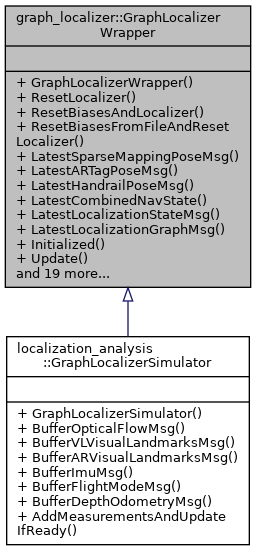 graph_localizer::GraphLocalizer
Wrapper
+ GraphLocalizerWrapper()
+ ResetLocalizer()
+ ResetBiasesAndLocalizer()
+ ResetBiasesFromFileAndReset
Localizer()
+ LatestSparseMappingPoseMsg()
+ LatestARTagPoseMsg()
+ LatestHandrailPoseMsg()
+ LatestCombinedNavState()
+ LatestLocalizationStateMsg()
+ LatestLocalizationGraphMsg()
+ Initialized()
+ Update()
and 19 more...
localization_analysis
::GraphLocalizerSimulator
+ GraphLocalizerSimulator()
+ BufferOpticalFlowMsg()
+ BufferVLVisualLandmarksMsg()
+ BufferARVisualLandmarksMsg()
+ BufferImuMsg()
+ BufferFlightModeMsg()
+ BufferDepthOdometryMsg()
+ AddMeasurementsAndUpdate
IfReady()